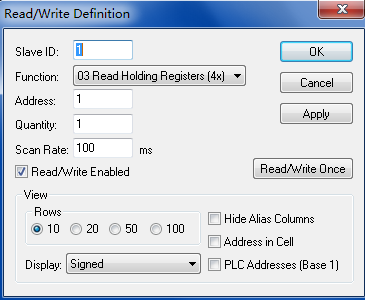 Read/Write Definition
Slave ID: 1
OK
Function: 03 Read Holding Registers (4x)
Cancel
Address: 1
Apply
Quantity: 1
Scan Rate: 100 ms
Read/Write Enabled
Read/Write Once
View
Rows
10 20 50 100
Hide Alias Columns
Address in Cell
Display: Signed
PLC Addresses (Base 1)